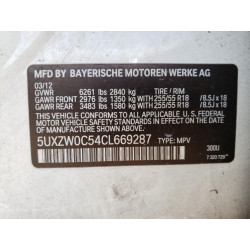 MFD. BY BAYERISCHE MOTOREN WERKE AG
03/12
GVWR 6261 lbs 2840 kg
GAWR FRONT 2976 lbs 1350 kg WITH 255/55 R18 /8.5J x 18
GAWR REAR 3483 lbs 1580 kg WITH 255/55 R18 /8.5J x 18
THIS VEHICLE CONFORMS TO ALL APPLICABLE U.S. FEDERAL
MOTOR VEHICLE SAFETY STANDARDS IN EFFECT ON THE DATE
OF MANUFACTURE SHOWN ABOVE.
5UXZW0C54CL669287 TYPE: MPV
300U